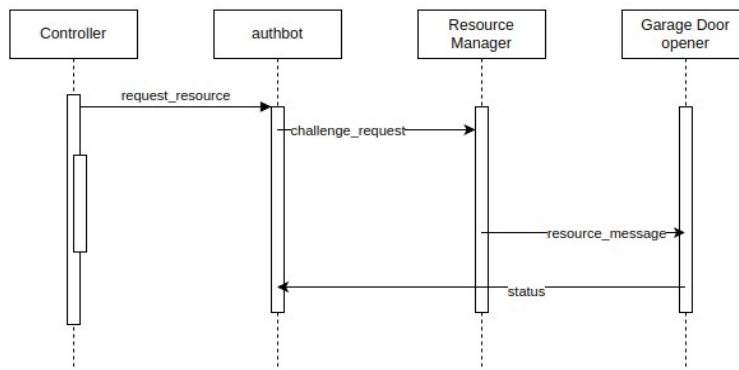 Controller
authbot
Resource
Manager
Garage Door
opener
request_resource
challenge_request
resource_message
status